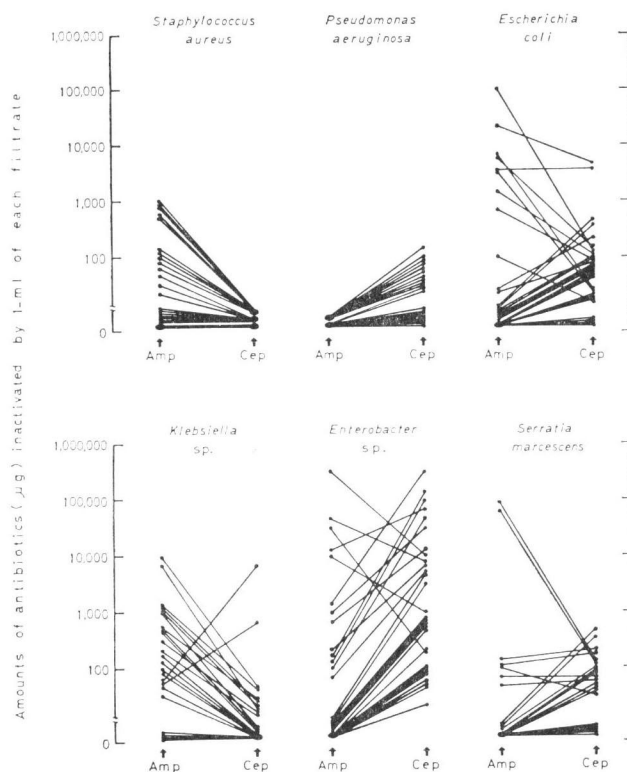 Staphylococcus aureus
Pseudomonas aeruginosa
Escherichia coli
Amounts of antibiotics (µg) inactivated by 1-ml of each filtrate
1,000,000
100,000
10,000
1,000
100
0
Amp
Cep
Amp
Cep
Amp
Cep
Klebsiella sp.
Enterobacter sp.
Serratia marcescens
1,000,000
100,000
10,000
1,000
100
0
Amp
Cep
Amp
Cep
Amp
Cep